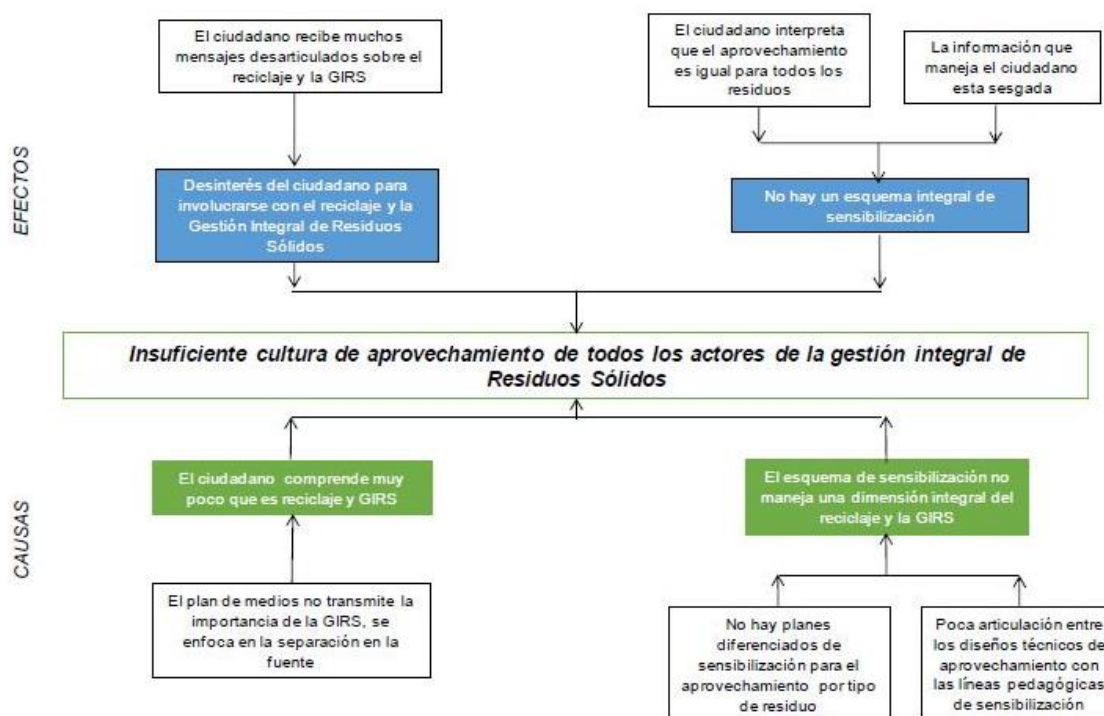 El ciudadano recibe muchos
mensajes desarticulados sobre el
reciclaje y la GIRS
El ciudadano interpreta
que el aprovechamiento
es igual para todos los
residuos
La información que
maneja el ciudadano
esta sesgada
EFECTOS
Desinterés del ciudadano para
involucrarse con el reciclaje y la
Gestión Integral de Residuos
Sólidos
No hay un esquema integral de
sensibilización
Insuficiente cultura de aprovechamiento de todos los actores de la gestión integral de
Residuos Sólidos
CAUSAS
El ciudadano comprende muy
poco que es reciclaje y GIRS
El esquema de sensibilización no
maneja una dimensión integral del
reciclaje y la GIRS
El plan de medios no transmite la
importancia de la GIRS, se
enfoca en la separación en la
fuente
No hay planes
diferenciados de
sensibilización para el
aprovechamiento por tipo
de residuo
Poca articulación entre
los diseños técnicos de
aprovechamiento con
las líneas pedagógicas
de sensibilización